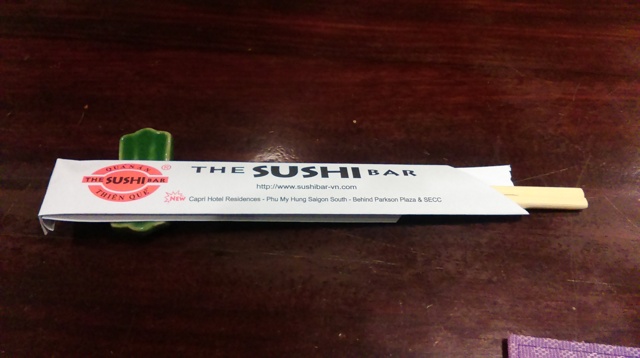 QUÁN ĂN
THE SUSHI BAR
THIÊN QUẾ
®
THE SUSHI BAR
http://www.sushibar-vn.com
NEW Capri Hotel Residences - Phu My Hung Saigon South - Behind Parkson Plaza & SECC